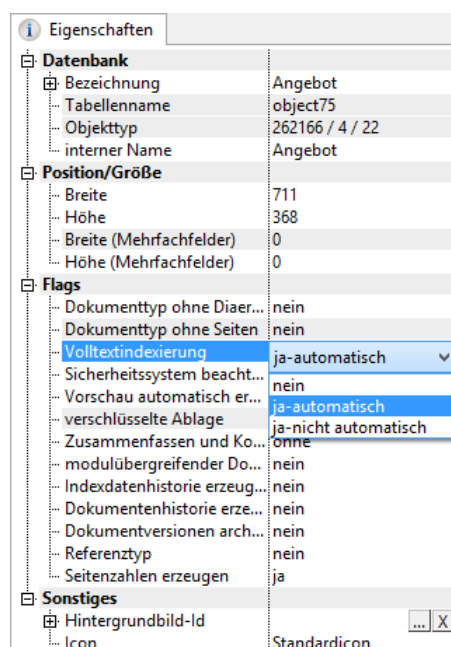 Eigenschaften
Datenbank
Bezeichnung Angebot
Tabellenname object75
Objekttyp 262166 / 4 / 22
interner Name Angebot
Position/Größe
Breite 711
Höhe 368
Breite (Mehrfachfelder) 0
Höhe (Mehrfachfelder) 0
Flags
Dokumenttyp ohne Diaer... nein
Dokumenttyp ohne Seiten nein
Volltextindexierung ja-automatisch
Sicherheitssystem beacht... nein
Vorschau automatisch er... ja-automatisch
verschlüsselte Ablage ja-nicht automatisch
Zusammenfassen und Ko... ohne
modulübergreifender Do... nein
Indexdatenhistorie erzeug... nein
Dokumentenhistorie erze... nein
Dokumentversionen arch... nein
Referenztyp nein
Seitenzahlen erzeugen ja
Sonstiges
Hintergrundbild-Id ... X
Icon Standardicon